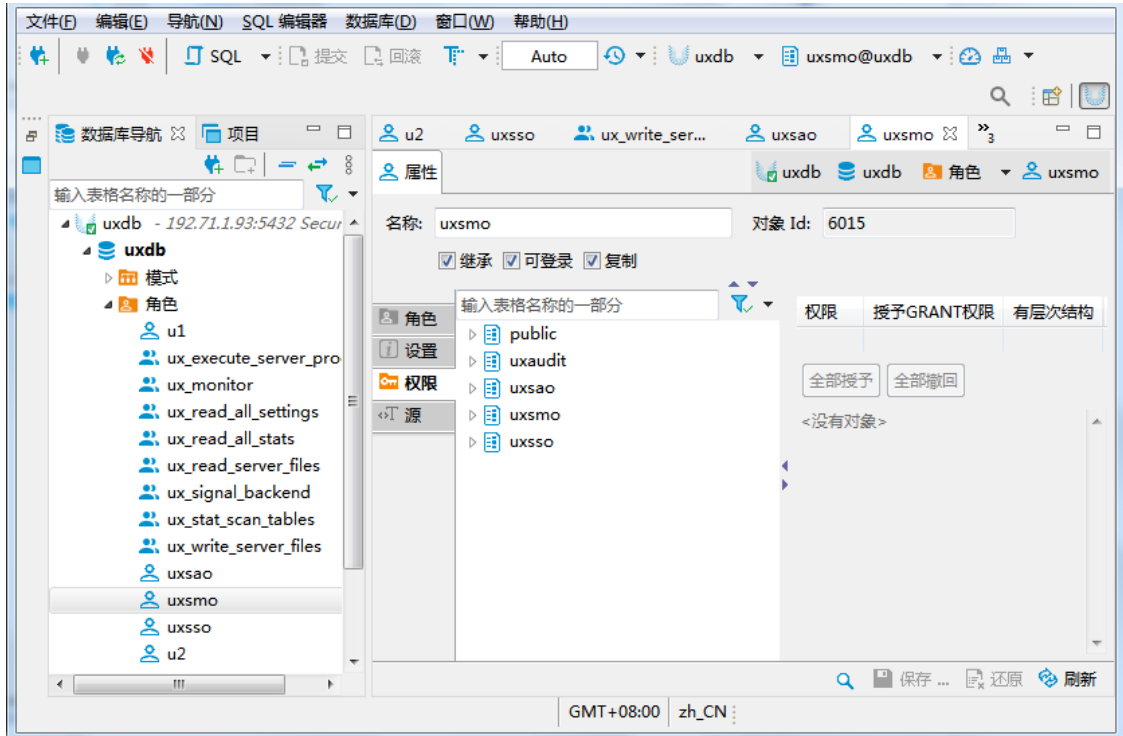 文件(F) 编辑(E) 导航(N) SQL 编辑器 数据库(D) 窗口(W) 帮助(H)
SQL 提交 回滚 T Auto uxdb uxsmo@uxdb
数据库导航 项目
u2 uxsso ux_write_ser... uxsao uxsmo »3
属性 uxdb uxdb 角色 uxsmo
输入表格名称的一部分
uxdb - 192.71.1.93:5432 Secur
uxdb
模式
角色
u1
ux_execute_server_pro
ux_monitor
ux_read_all_settings
ux_read_all_stats
ux_read_server_files
ux_signal_backend
ux_stat_scan_tables
ux_write_server_files
uxsao
uxsmo
uxsso
u2
名称: uxsmo 对象 Id: 6015
继承 可登录 复制
角色
设置
权限
源
输入表格名称的一部分
public
uxaudit
uxsao
uxsmo
uxsso
权限 授予GRANT权限 有层次结构
全部授予 全部撤回
<没有对象>
保存 ... 还原 刷新
GMT+08:00 zh_CN